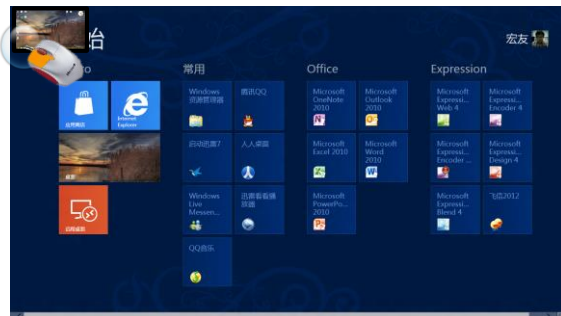 始
宏友
常用
Office
Expression
应用商店
Internet
Explorer
桌面
远程桌面
Windows
资源管理器
腾讯QQ
启动迅雷7
人人桌面
Windows
Live
Messen...
迅雷看看播
放器
QQ音乐
Microsoft
OneNote
2010
Microsoft
Outlook
2010
Microsoft
Excel 2010
Microsoft
Word
2010
Microsoft
PowerPo...
2010
Microsoft
Expressi...
Web 4
Microsoft
Expressi...
Encoder 4
Microsoft
Expressi...
Encoder ...
Microsoft
Expressi...
Design 4
Microsoft
Expressi...
Blend 4
飞信2012